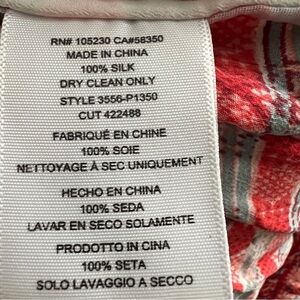 RN# 105230 CA#58350
MADE IN CHINA
100% SILK
DRY CLEAN ONLY
STYLE 3556-P1350
CUT 422488
FABRIQUÉ EN CHINE
100% SOIE
NETTOYAGE À SEC UNIQUEMENT
HECHO EN CHINA
100% SEDA
LAVAR EN SECO SOLAMENTE
PRODOTTO IN CINA
100% SETA
SOLO LAVAGGIO A SECCO